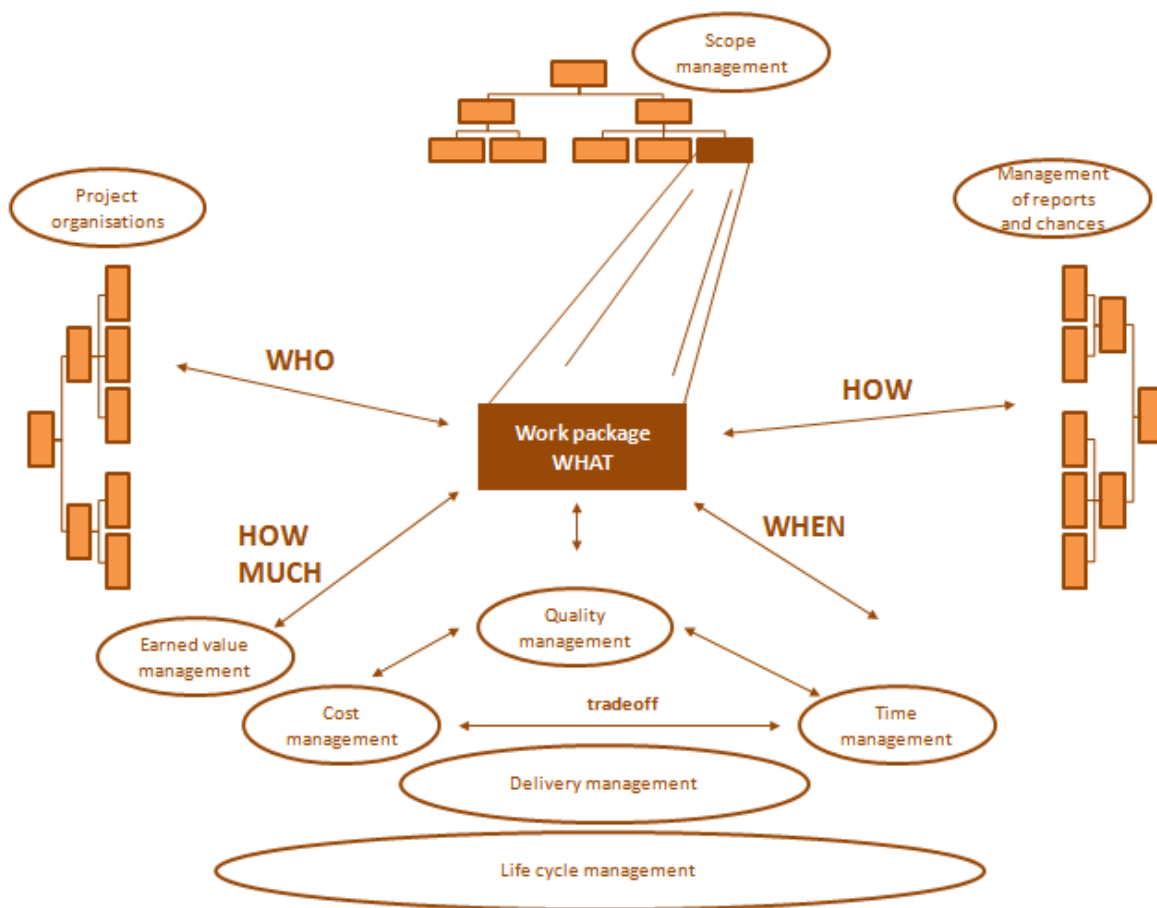 Scope
management
Project
organisations
Management
of reports
and chances
WHO
HOW
Work package
WHAT
HOW
MUCH
WHEN
Quality
management
Earned value
management
Cost
management
tradeoff
Time
management
Delivery management
Life cycle management